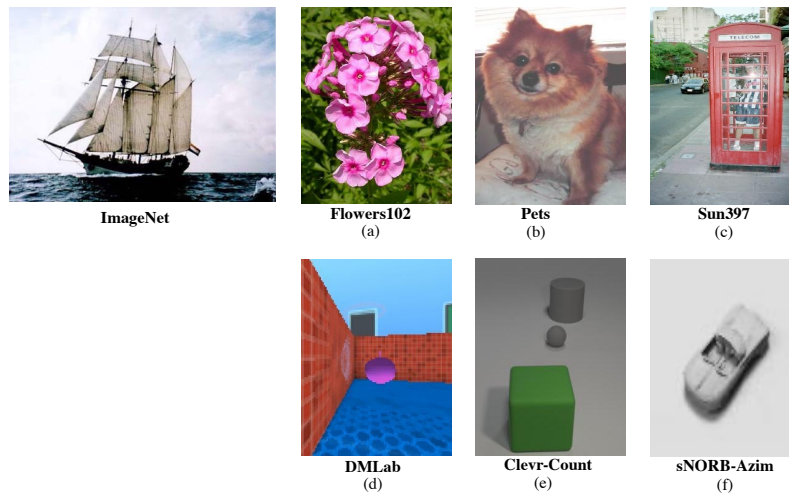 TELECOM
ImageNet
Flowers102
Pets
Sun397
(a)
(b)
(c)
DMLab
Clevr-Count
sNORB-Azim
(d)
(e)
(f)